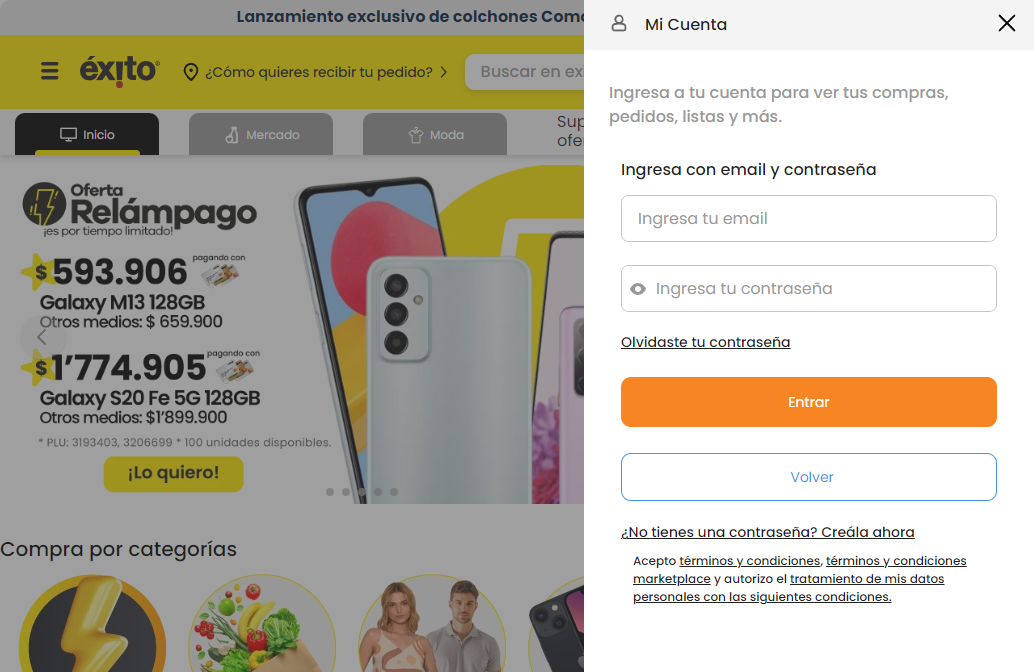 Lanzamiento exclusivo de colchones
Mi Cuenta
éxito
¿Cómo quieres recibir tu pedido?
Buscar en
Inicio
Mercado
Moda
Ingresa a tu cuenta para ver tus compras,
pedidos, listas y más.
Oferta
Relámpago
¡es por tiempo limitado!
$593.906 pagando con
Galaxy M13 128GB
Otros medios: $ 659.900
$1’774.905 pagando con
Galaxy S20 Fe 5G 128GB
Otros medios: $1’899.900
* PLU: 3193403, 3206699 * 100 unidades disponibles.
¡Lo quiero!
Ingresa con email y contraseña
Ingresa tu email
Ingresa tu contraseña
Olvidaste tu contraseña
Entrar
Volver
¿No tienes una contraseña? Creála ahora
Acepto términos y condiciones, términos y condiciones
marketplace y autorizo el tratamiento de mis datos
personales con las siguientes condiciones.
Compra por categorías